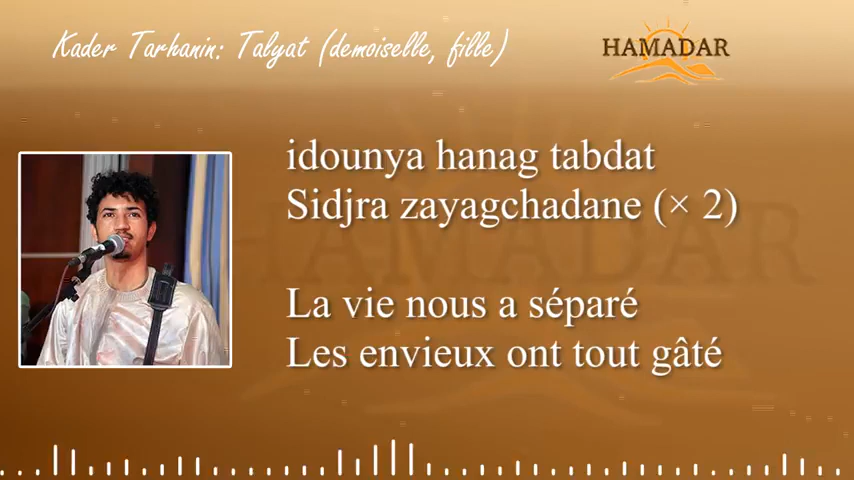 Kader Tarhanin: Talyat (demoiselle, fille)
HAMADAR
idounya hanag tabdat
Sidjra zayagchadane (× 2)
HAMADAR
La vie nous a séparé
Les envieux ont tout gâté